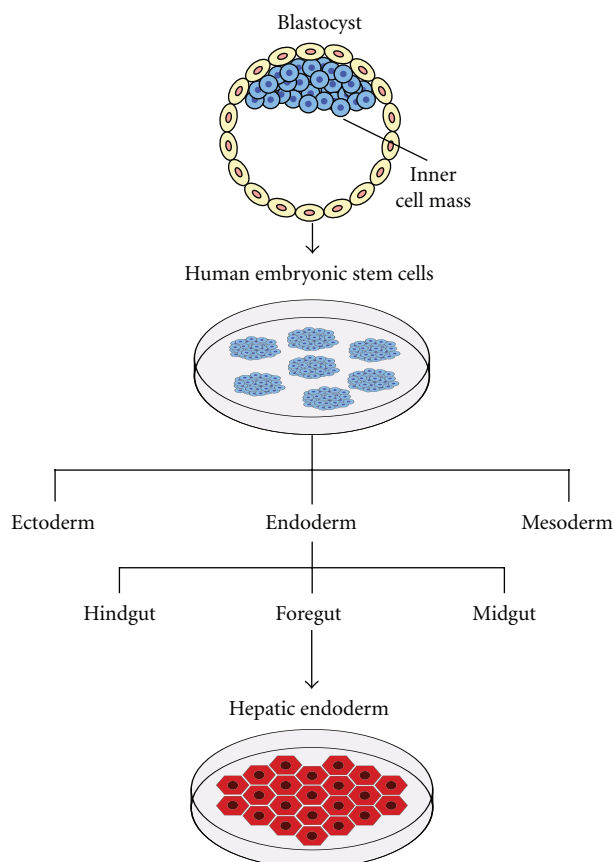 Blastocyst
Inner
cell mass
Human embryonic stem cells
Ectoderm
Endoderm
Mesoderm
Hindgut
Foregut
Midgut
Hepatic endoderm